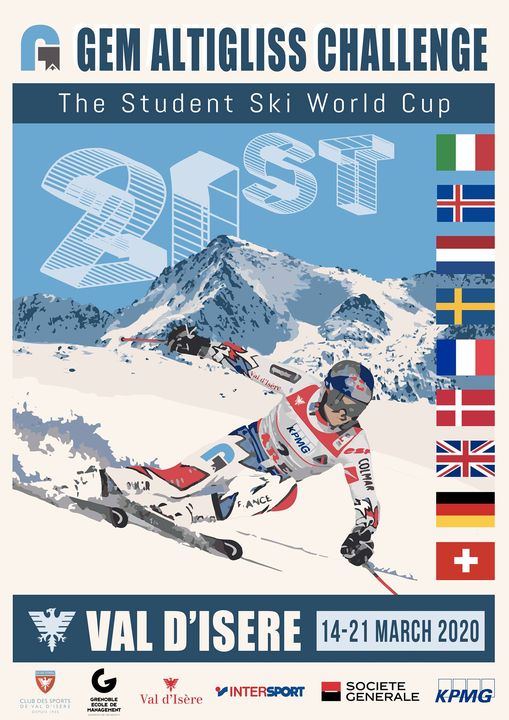 GEM ALTIGLISS CHALLENGE
The Student Ski World Cup
21ST
Val d'Isère
KPMG
COLMAR
FRANCE
VAL D'ISERE
14-21 MARCH 2020
CLUB DES SPORTS
DE VAL D'ISÈRE
GRENOBLE
ECOLE DE
MANAGEMENT
Val d'Isère
INTERSPORT
SOCIETE
GENERALE
KPMG